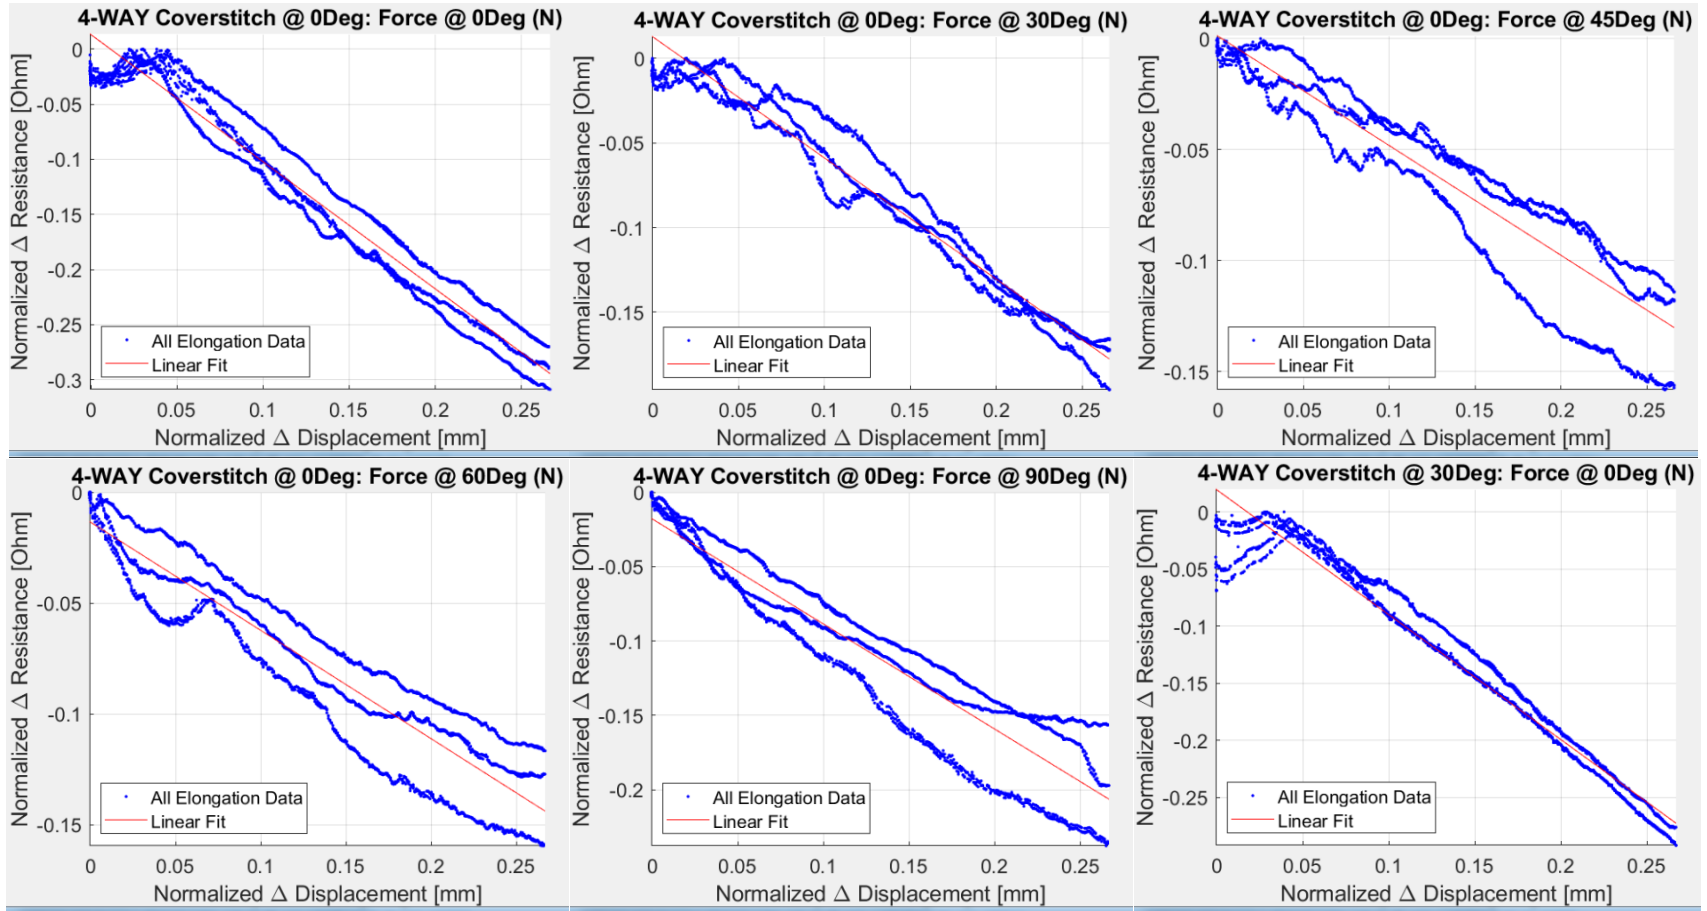 4-WAY Coverstitch @ 0Deg: Force @ 0Deg (N)
0
-0.05
-0.1
-0.15
-0.2
-0.25
-0.3
Normalized Δ Resistance [Ohm]
All Elongation Data
Linear Fit
0 0.05 0.1 0.15 0.2 0.25
Normalized Δ Displacement [mm]
4-WAY Coverstitch @ 0Deg: Force @ 30Deg (N)
0
-0.05
-0.1
-0.15
Normalized Δ Resistance [Ohm]
All Elongation Data
Linear Fit
0 0.05 0.1 0.15 0.2 0.25
Normalized Δ Displacement [mm]
4-WAY Coverstitch @ 0Deg: Force @ 45Deg (N)
0
-0.05
-0.1
-0.15
Normalized Δ Resistance [Ohm]
All Elongation Data
Linear Fit
0 0.05 0.1 0.15 0.2 0.25
Normalized Δ Displacement [mm]
4-WAY Coverstitch @ 0Deg: Force @ 60Deg (N)
0
-0.05
-0.1
-0.15
Normalized Δ Resistance [Ohm]
All Elongation Data
Linear Fit
0 0.05 0.1 0.15 0.2 0.25
Normalized Δ Displacement [mm]
4-WAY Coverstitch @ 0Deg: Force @ 90Deg (N)
0
-0.05
-0.1
-0.15
-0.2
Normalized Δ Resistance [Ohm]
All Elongation Data
Linear Fit
0 0.05 0.1 0.15 0.2 0.25
Normalized Δ Displacement [mm]
4-WAY Coverstitch @ 30Deg: Force @ 0Deg (N)
0
-0.05
-0.1
-0.15
-0.2
-0.25
Normalized Δ Resistance [Ohm]
All Elongation Data
Linear Fit
0 0.05 0.1 0.15 0.2 0.25
Normalized Δ Displacement [mm]